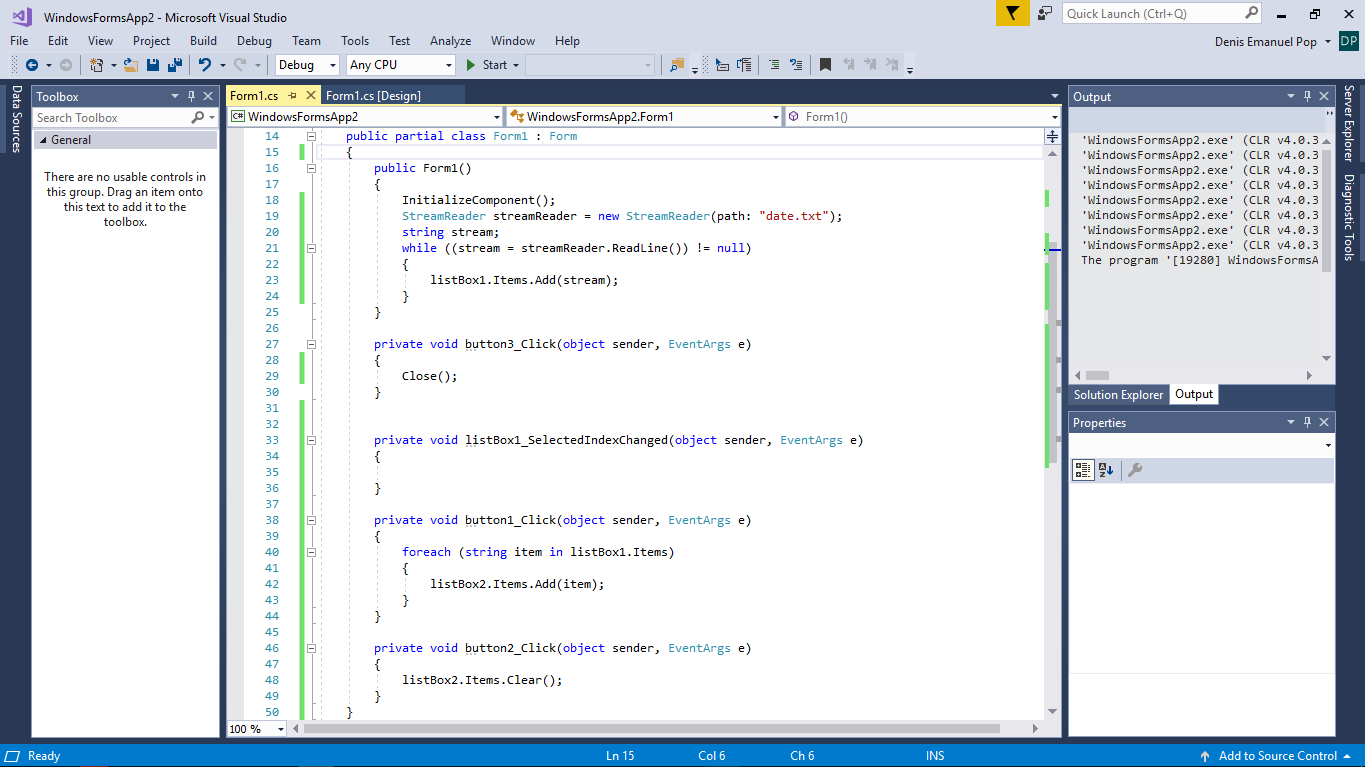 WindowsFormsApp2 - Microsoft Visual Studio
Quick Launch (Ctrl+Q)
File Edit View Project Build Debug Team Tools Test Analyze Window Help
Denis Emanuel Pop DP
Debug Any CPU Start
Data Sources
Toolbox
Search Toolbox
General
There are no usable controls in
this group. Drag an item onto
this text to add it to the
toolbox.
Form1.cs Form1.cs [Design]
C# WindowsFormsApp2 WindowsFormsApp2.Form1 Form1()
14 public partial class Form1 : Form
15 {
16 public Form1()
17 {
18 InitializeComponent();
19 StreamReader streamReader = new StreamReader(path: "date.txt");
20 string stream;
21 while ((stream = streamReader.ReadLine()) != null)
22 {
23 listBox1.Items.Add(stream);
24 }
25 }
26
27 private void button3_Click(object sender, EventArgs e)
28 {
29 Close();
30 }
31
32
33 private void listBox1_SelectedIndexChanged(object sender, EventArgs e)
34 {
35
36 }
37
38 private void button1_Click(object sender, EventArgs e)
39 {
40 foreach (string item in listBox1.Items)
41 {
42 listBox2.Items.Add(item);
43 }
44 }
45
46 private void button2_Click(object sender, EventArgs e)
47 {
48 listBox2.Items.Clear();
49 }
50 }
100 %
Output
'WindowsFormsApp2.exe' (CLR v4.0.3
'WindowsFormsApp2.exe' (CLR v4.0.3
'WindowsFormsApp2.exe' (CLR v4.0.3
'WindowsFormsApp2.exe' (CLR v4.0.3
'WindowsFormsApp2.exe' (CLR v4.0.3
'WindowsFormsApp2.exe' (CLR v4.0.3
'WindowsFormsApp2.exe' (CLR v4.0.3
'WindowsFormsApp2.exe' (CLR v4.0.3
The program '[19280] WindowsFormsA
Solution Explorer Output
Properties
Server Explorer
Diagnostic Tools
Ready Ln 15 Col 6 Ch 6 INS Add to Source Control